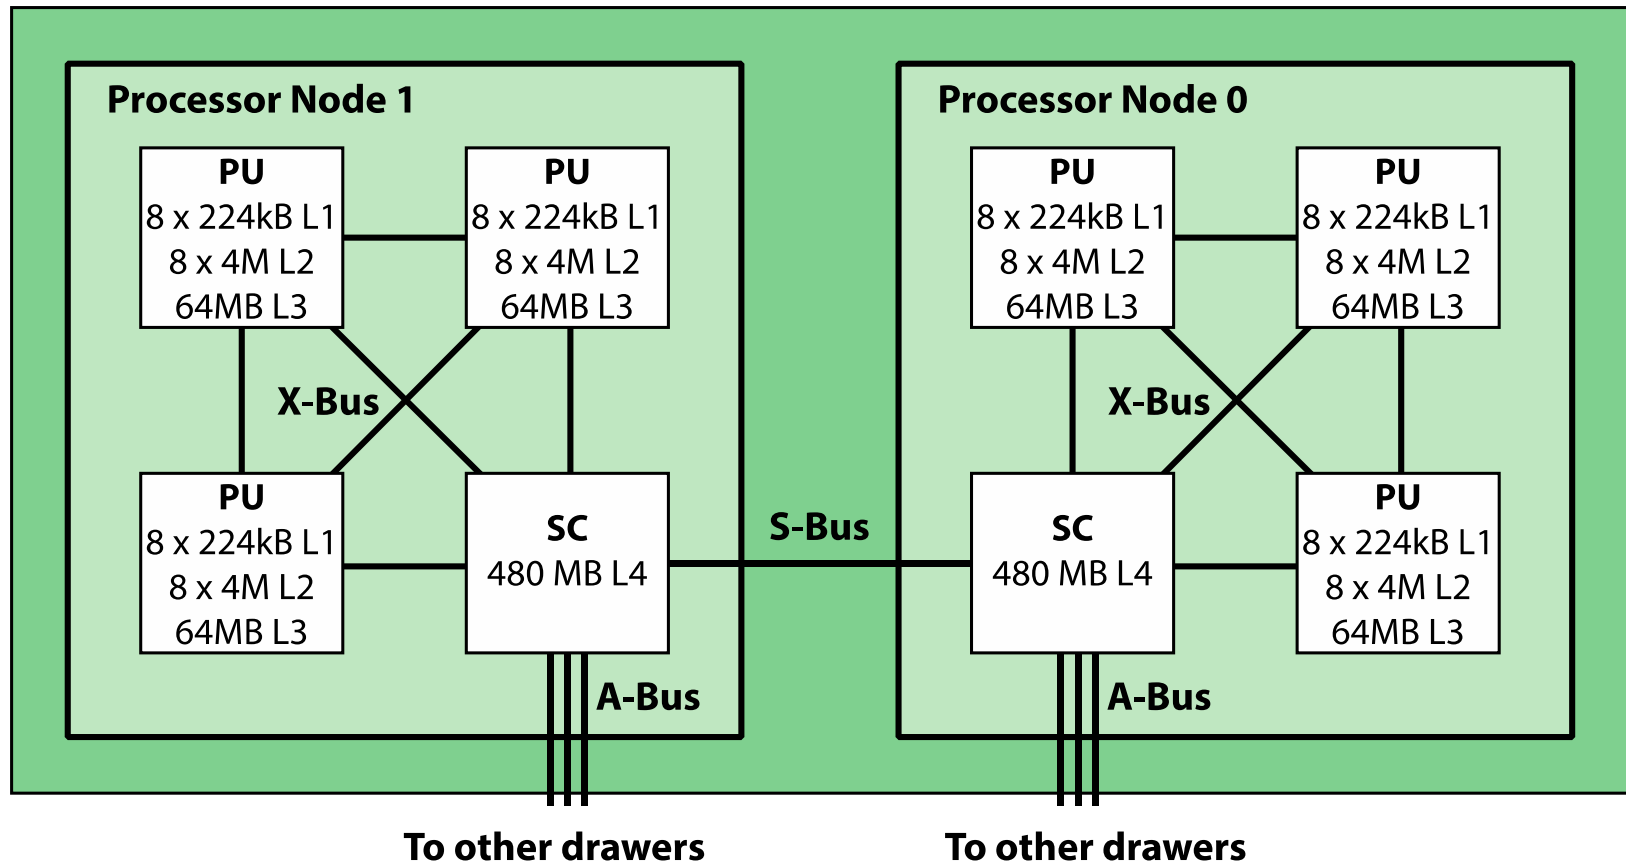 Processor Node 1
PU
8 x 224kB L1
8 x 4M L2
64MB L3
PU
8 x 224kB L1
8 x 4M L2
64MB L3
X-Bus
PU
8 x 224kB L1
8 x 4M L2
64MB L3
SC
480 MB L4
A-Bus
To other drawers
S-Bus
Processor Node 0
PU
8 x 224kB L1
8 x 4M L2
64MB L3
PU
8 x 224kB L1
8 x 4M L2
64MB L3
X-Bus
SC
480 MB L4
PU
8 x 224kB L1
8 x 4M L2
64MB L3
A-Bus
To other drawers